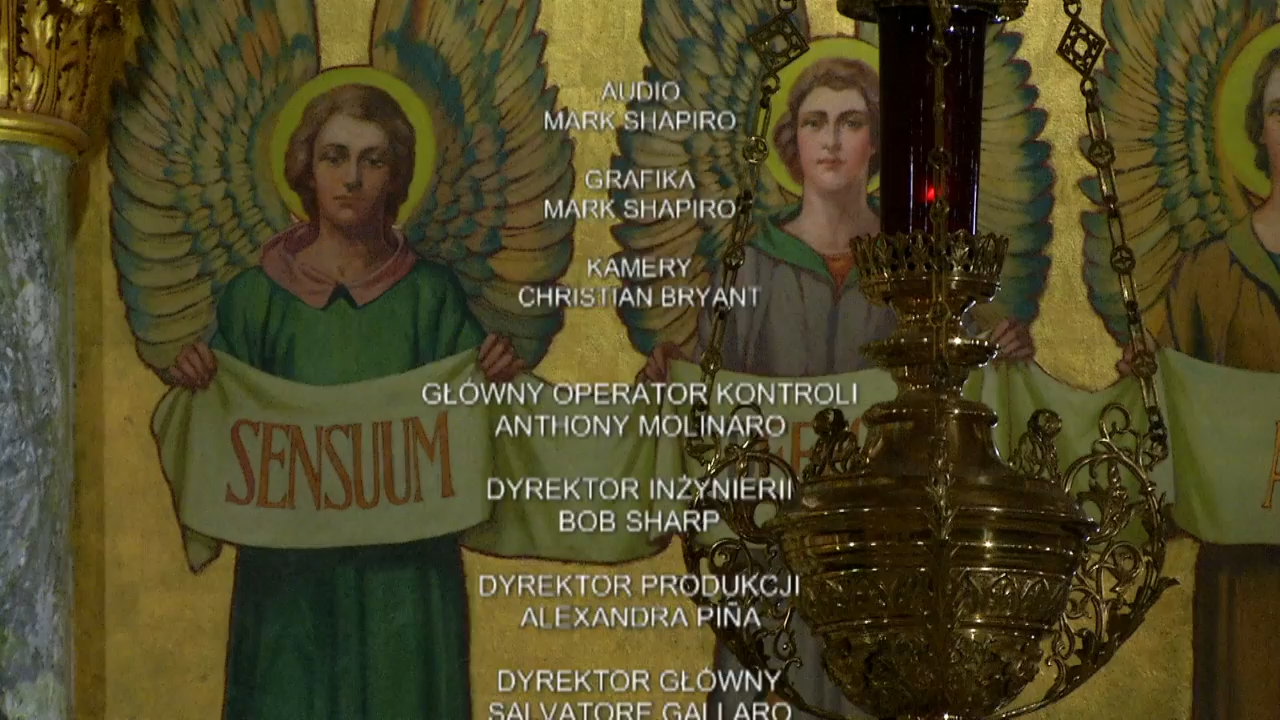 AUDIO
MARK SHAPIRO
GRAFIKA
MARK SHAPIRO
KAMERY
CHRISTIAN BRYANT
GŁÓWNY OPERATOR KONTROLI
ANTHONY MOLINARO
SENSUUM
DYREKTOR INŻYNIERII
BOB SHARP
DYREKTOR PRODUKCJI
ALEXANDRA PIÑA
DYREKTOR GŁÓWNY
SALVATORE GALLARO